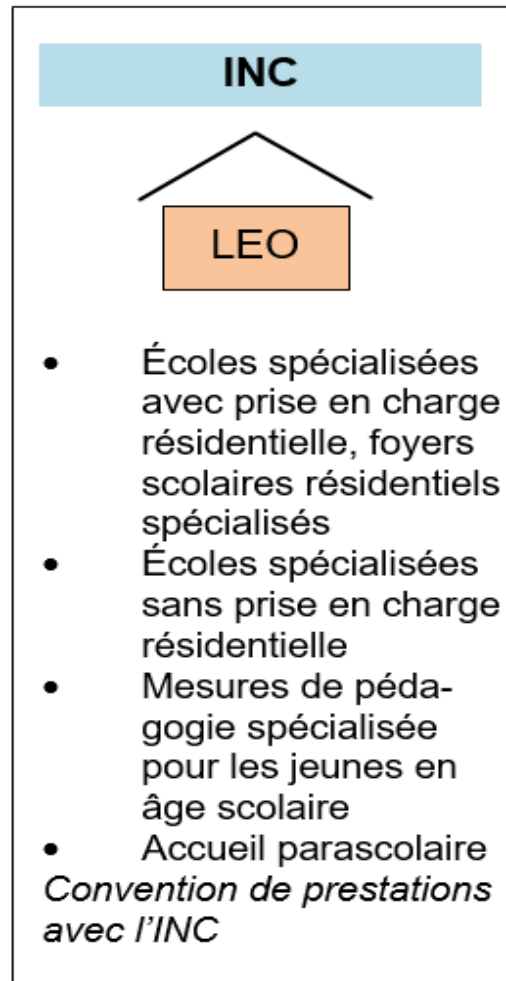 INC
LEO
• Écoles spécialisées
avec prise en charge
résidentielle, foyers
scolaires résidentiels
spécialisés
• Écoles spécialisées
sans prise en charge
résidentielle
• Mesures de péda-
gogie spécialisée
pour les jeunes en
âge scolaire
• Accueil parascolaire
Convention de prestations
avec l'INC